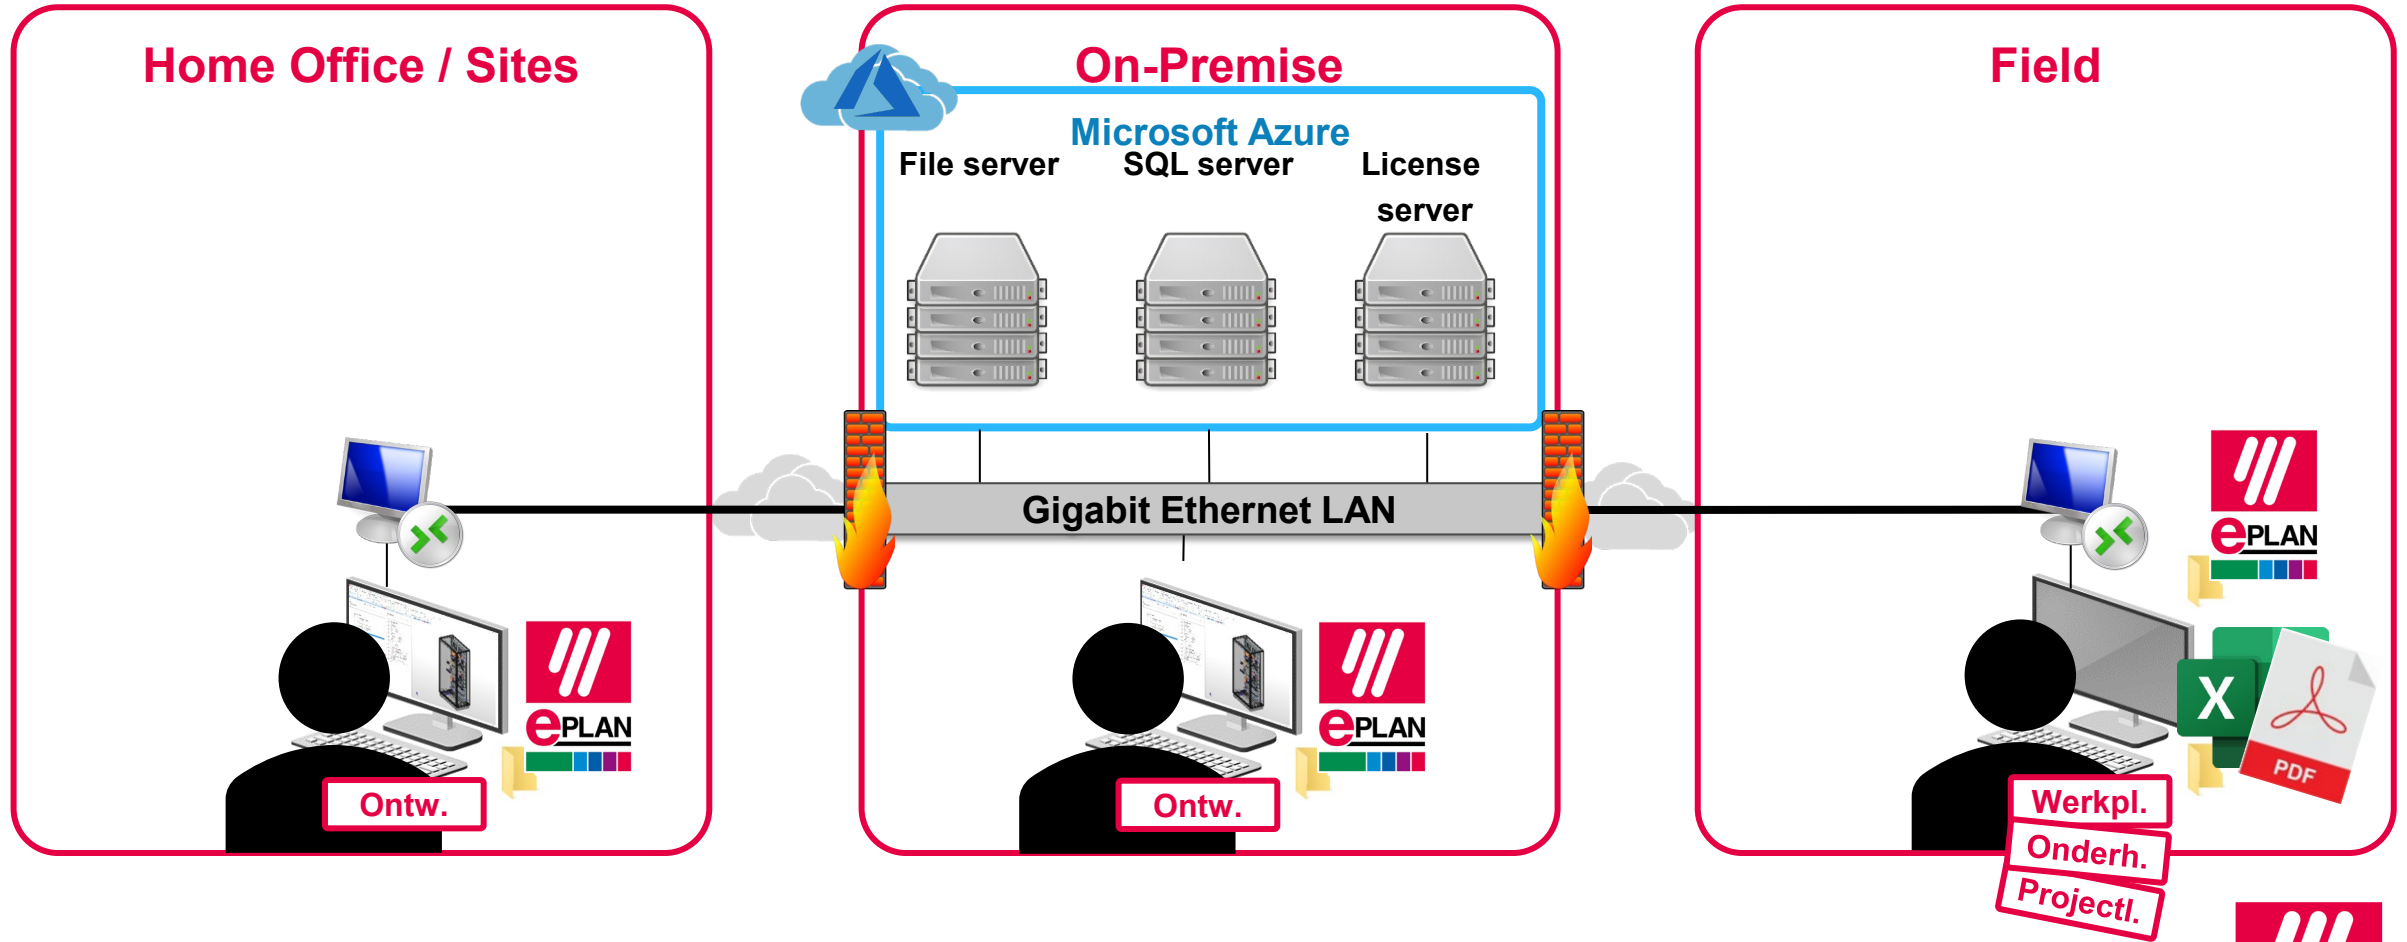 Home Office / Sites
On-Premise
Field
Microsoft Azure
File server
SQL server
License
server
Gigabit Ethernet LAN
ePLAN
ePLAN
ePLAN
X
PDF
Ontw.
Ontw.
Werkpl.
Onderh.
Projectl.